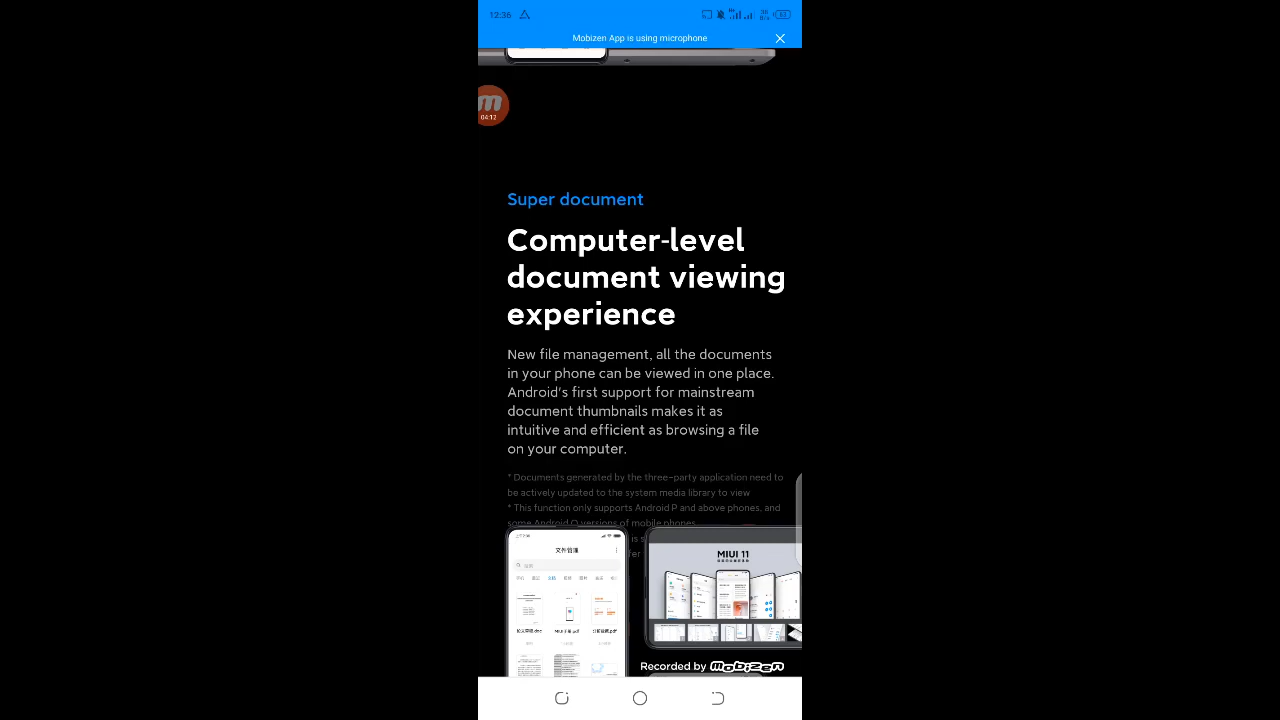 12:36
63
Mobizen App is using microphone
04:12
Super document
Computer-level
document viewing
experience
New file management, all the documents
in your phone can be viewed in one place.
Android's first support for mainstream
document thumbnails makes it as
intuitive and efficient as browsing a file
on your computer.
* Documents generated by the three-party application need to
be actively updated to the system media library to view
* This function only supports Android P and above phones, and
some Android Q versions of mobile phones
is s
fer
文件管理
MIUI 11
Recorded by mobizen